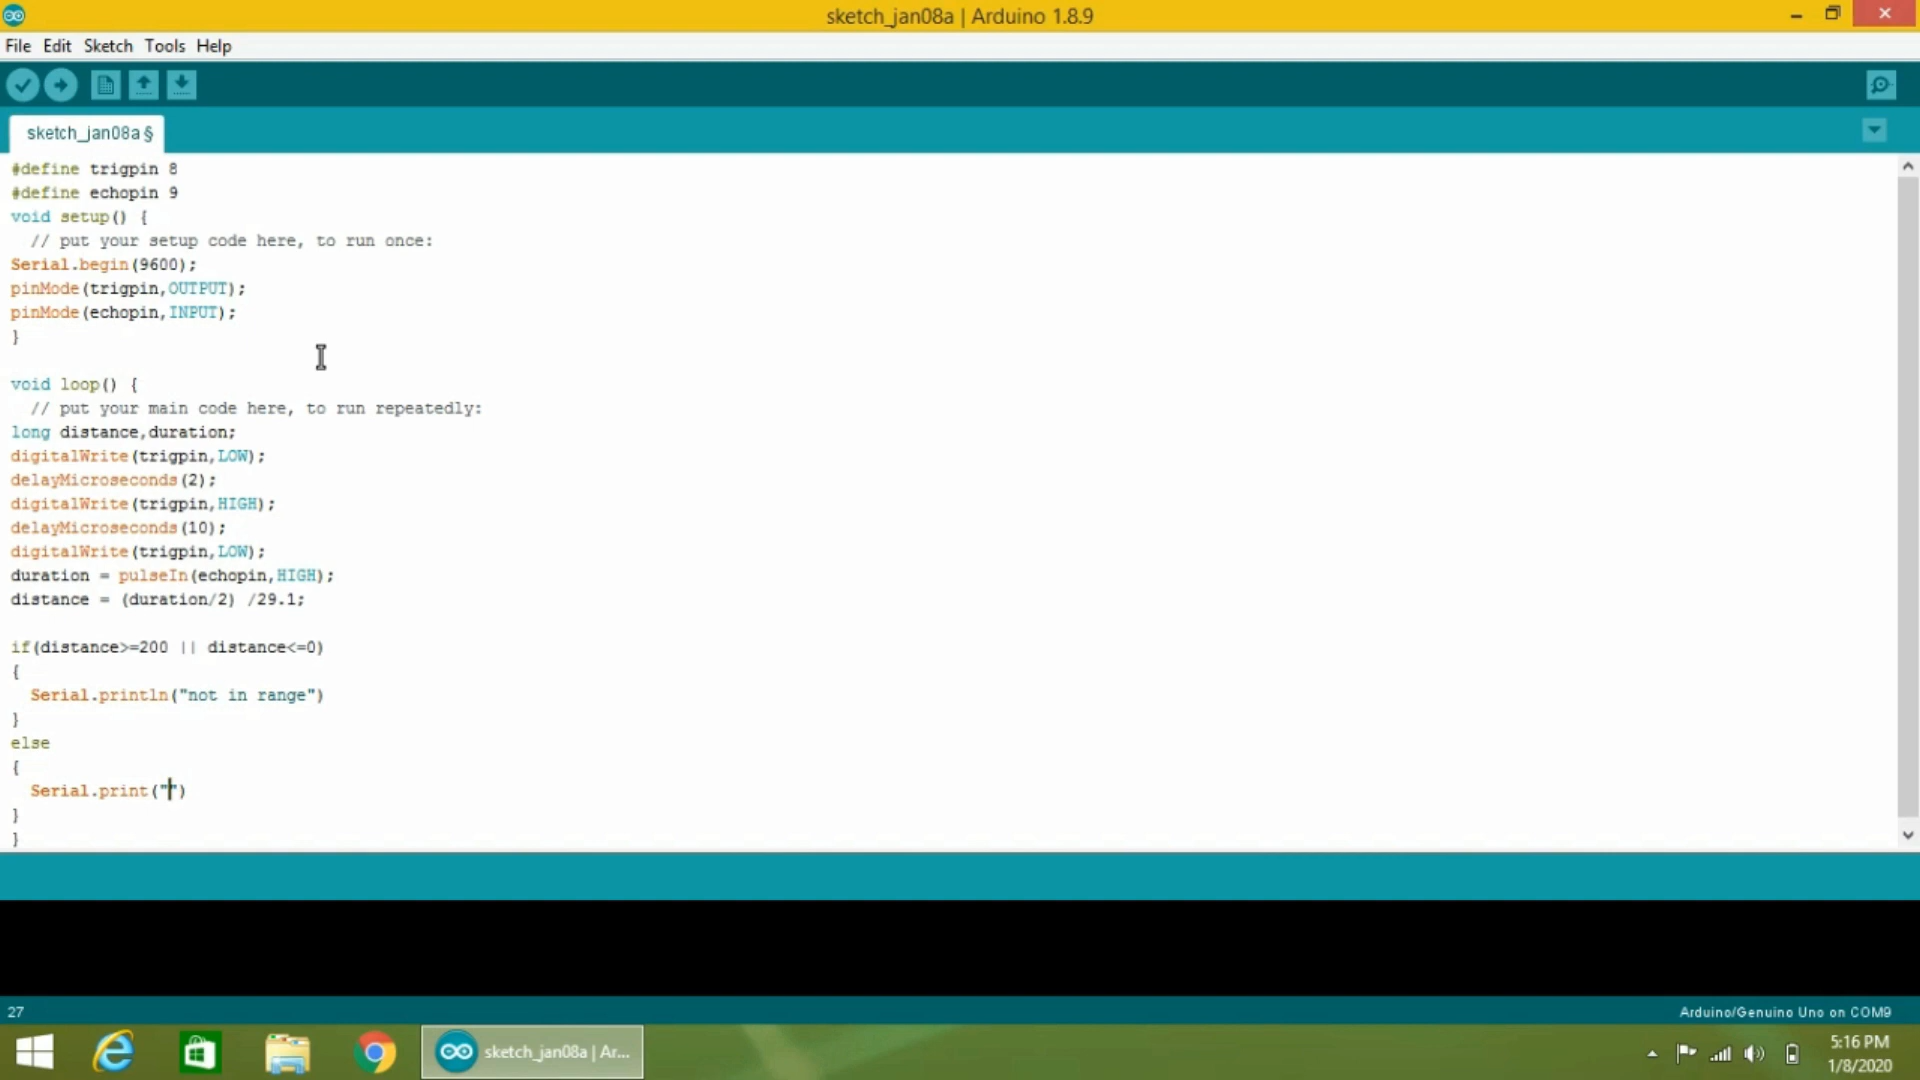 sketch_jan08a | Arduino 1.8.9
File Edit Sketch Tools Help
sketch_jan08a §
#define trigpin 8
#define echopin 9
void setup() {
  // put your setup code here, to run once:
Serial.begin(9600);
pinMode(trigpin,OUTPUT);
pinMode(echopin,INPUT);
}
void loop() {
  // put your main code here, to run repeatedly:
long distance,duration;
digitalWrite(trigpin,LOW);
delayMicroseconds(2);
digitalWrite(trigpin,HIGH);
delayMicroseconds(10);
digitalWrite(trigpin,LOW);
duration = pulseIn(echopin,HIGH);
distance = (duration/2) /29.1;
if(distance>=200 || distance<=0)
{
  Serial.println("not in range")
}
else
{
  Serial.print("")
}
}
27
Arduino/Genuino Uno on COM9
sketch_jan08a | Ar...
5:16 PM
1/8/2020